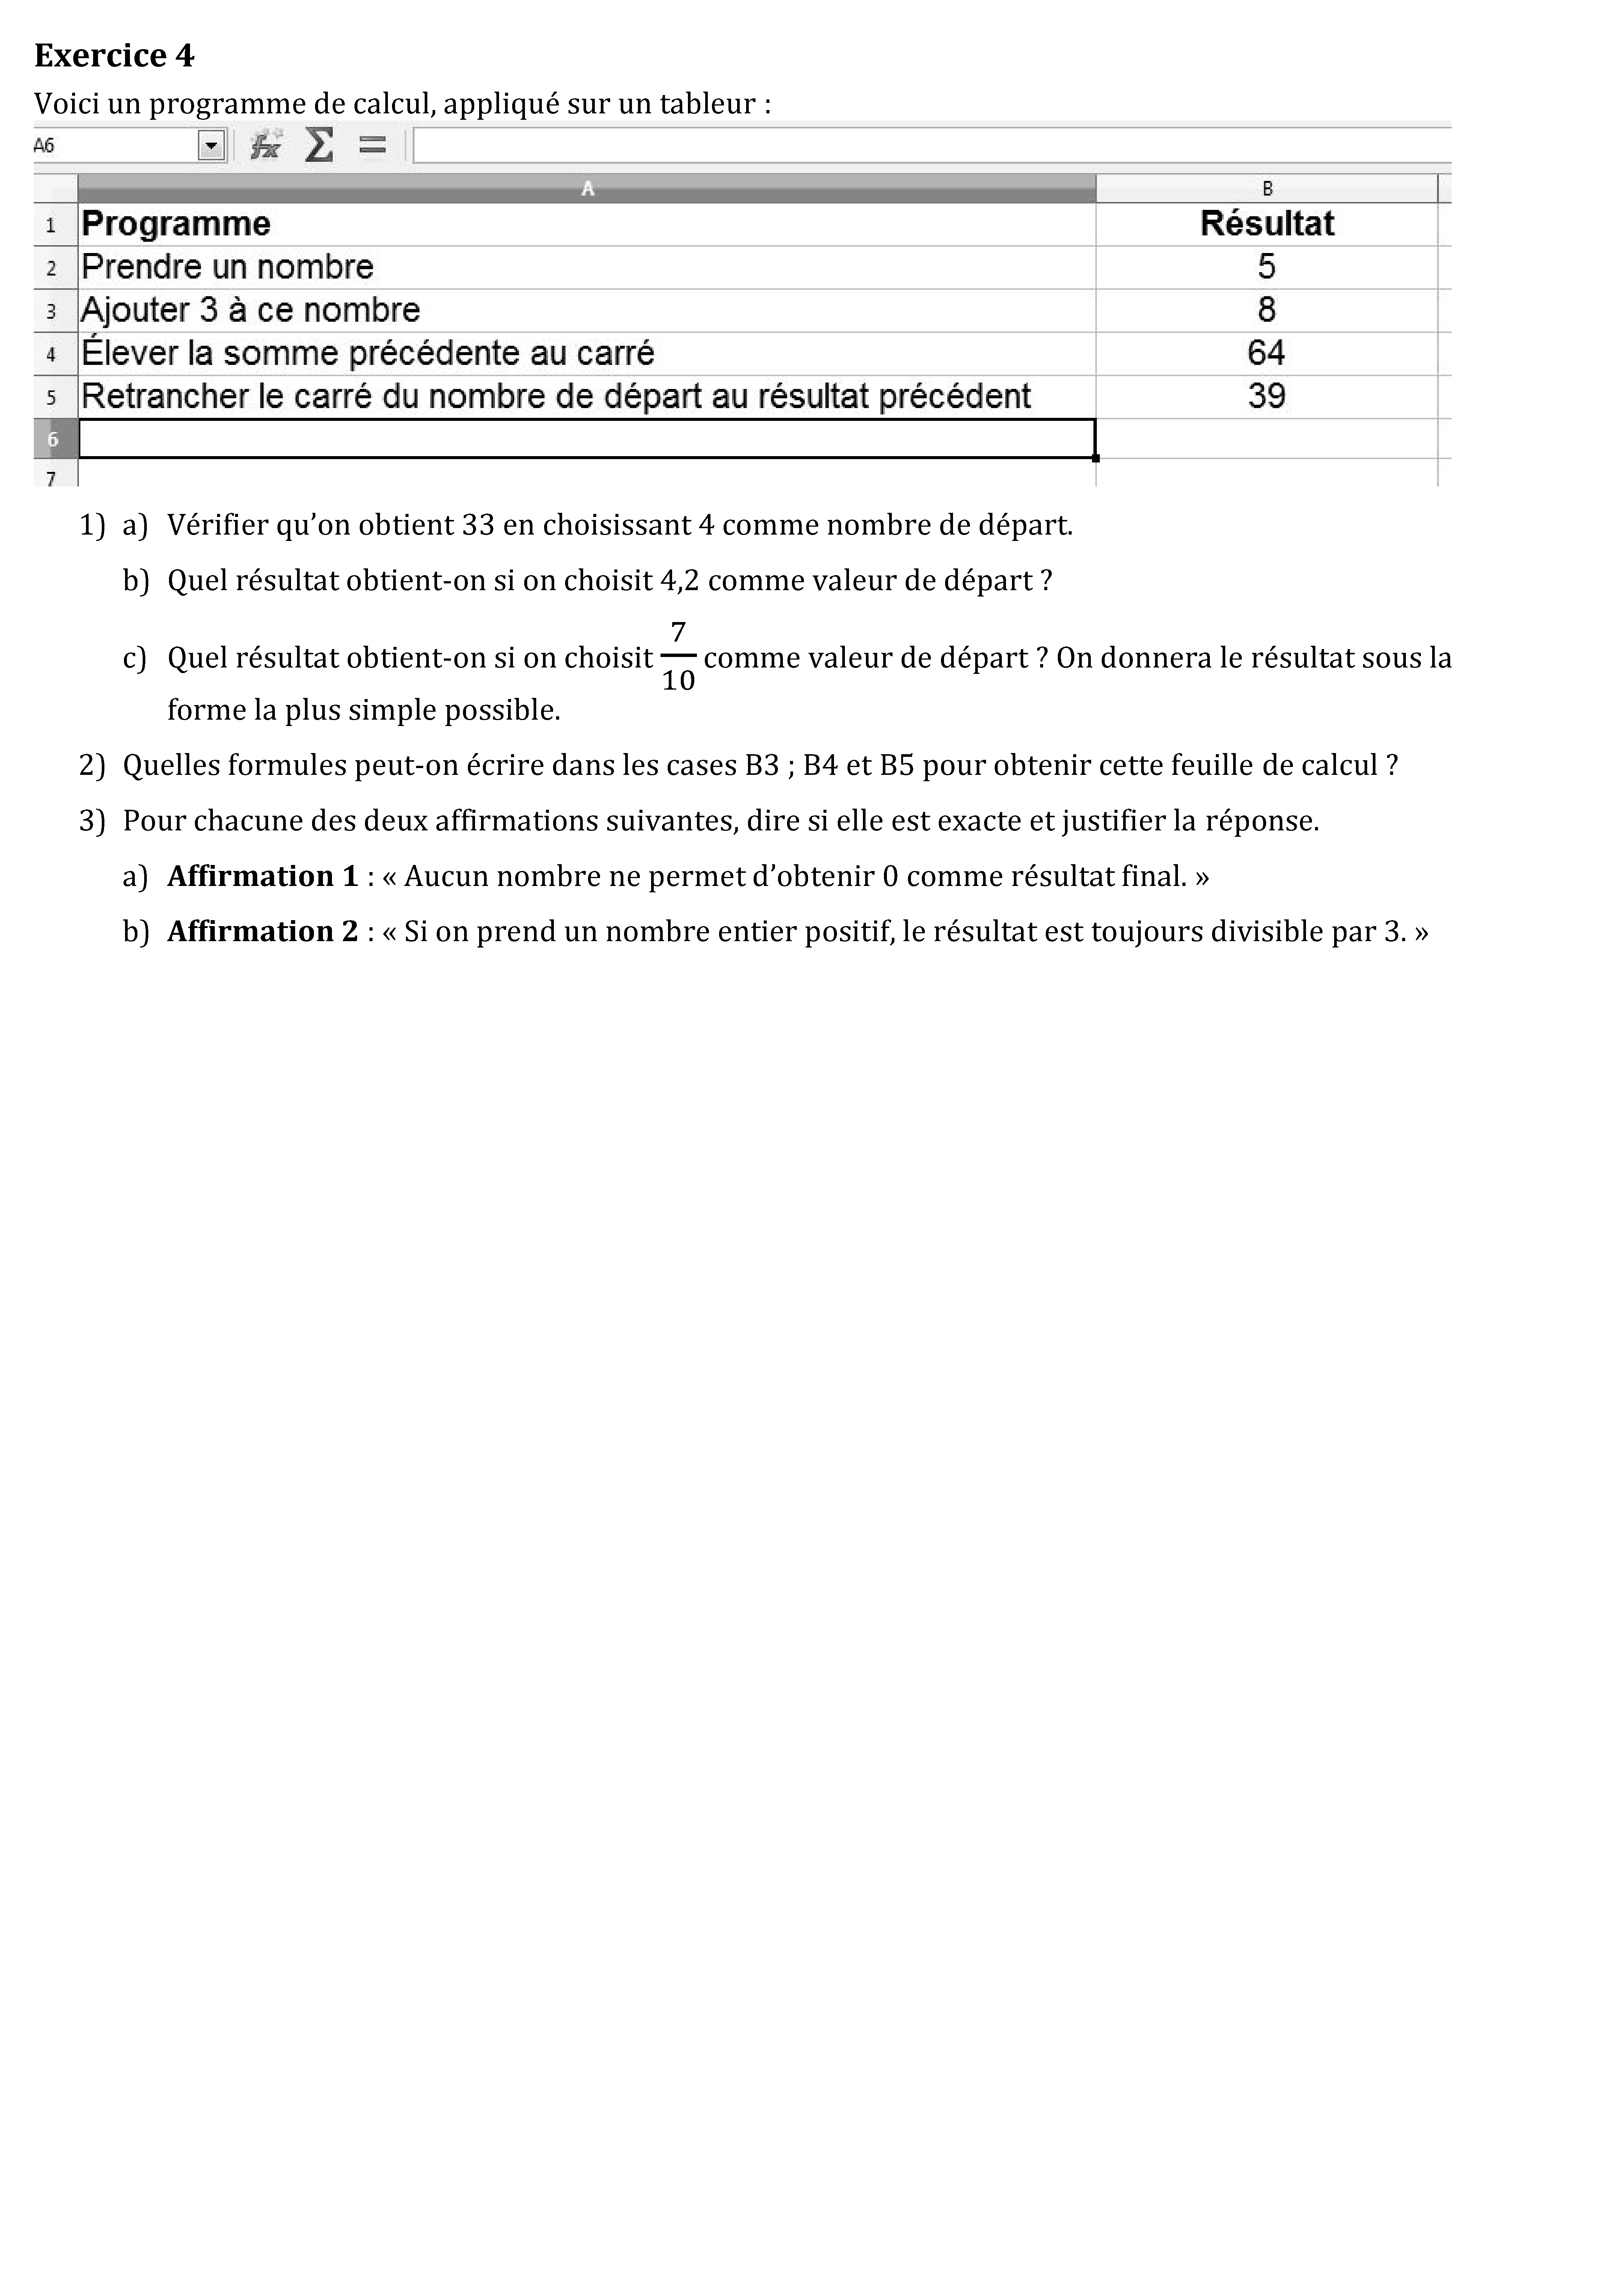 Exercice 4
Voici un programme de calcul, appliqué sur un tableur :
A6 fx Σ =
A B
1 Programme Résultat
2 Prendre un nombre 5
3 Ajouter 3 à ce nombre 8
4 Élever la somme précédente au carré 64
5 Retrancher le carré du nombre de départ au résultat précédent 39
6
7
1) a) Vérifier qu’on obtient 33 en choisissant 4 comme nombre de départ.
b) Quel résultat obtient-on si on choisit 4,2 comme valeur de départ ?
c) Quel résultat obtient-on si on choisit 7/10 comme valeur de départ ? On donnera le résultat sous la
forme la plus simple possible.
2) Quelles formules peut-on écrire dans les cases B3 ; B4 et B5 pour obtenir cette feuille de calcul ?
3) Pour chacune des deux affirmations suivantes, dire si elle est exacte et justifier la réponse.
a) Affirmation 1 : « Aucun nombre ne permet d’obtenir 0 comme résultat final. »
b) Affirmation 2 : « Si on prend un nombre entier positif, le résultat est toujours divisible par 3. »